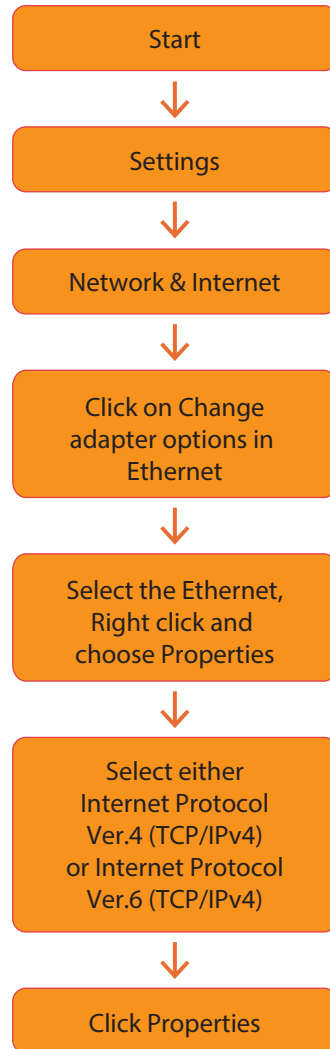 Start
Settings
Network & Internet
Click on Change
adapter options in
Ethernet
Select the Ethernet,
Right click and
choose Properties
Select either
Internet Protocol
Ver.4 (TCP/IPv4)
or Internet Protocol
Ver.6 (TCP/IPv4)
Click Properties